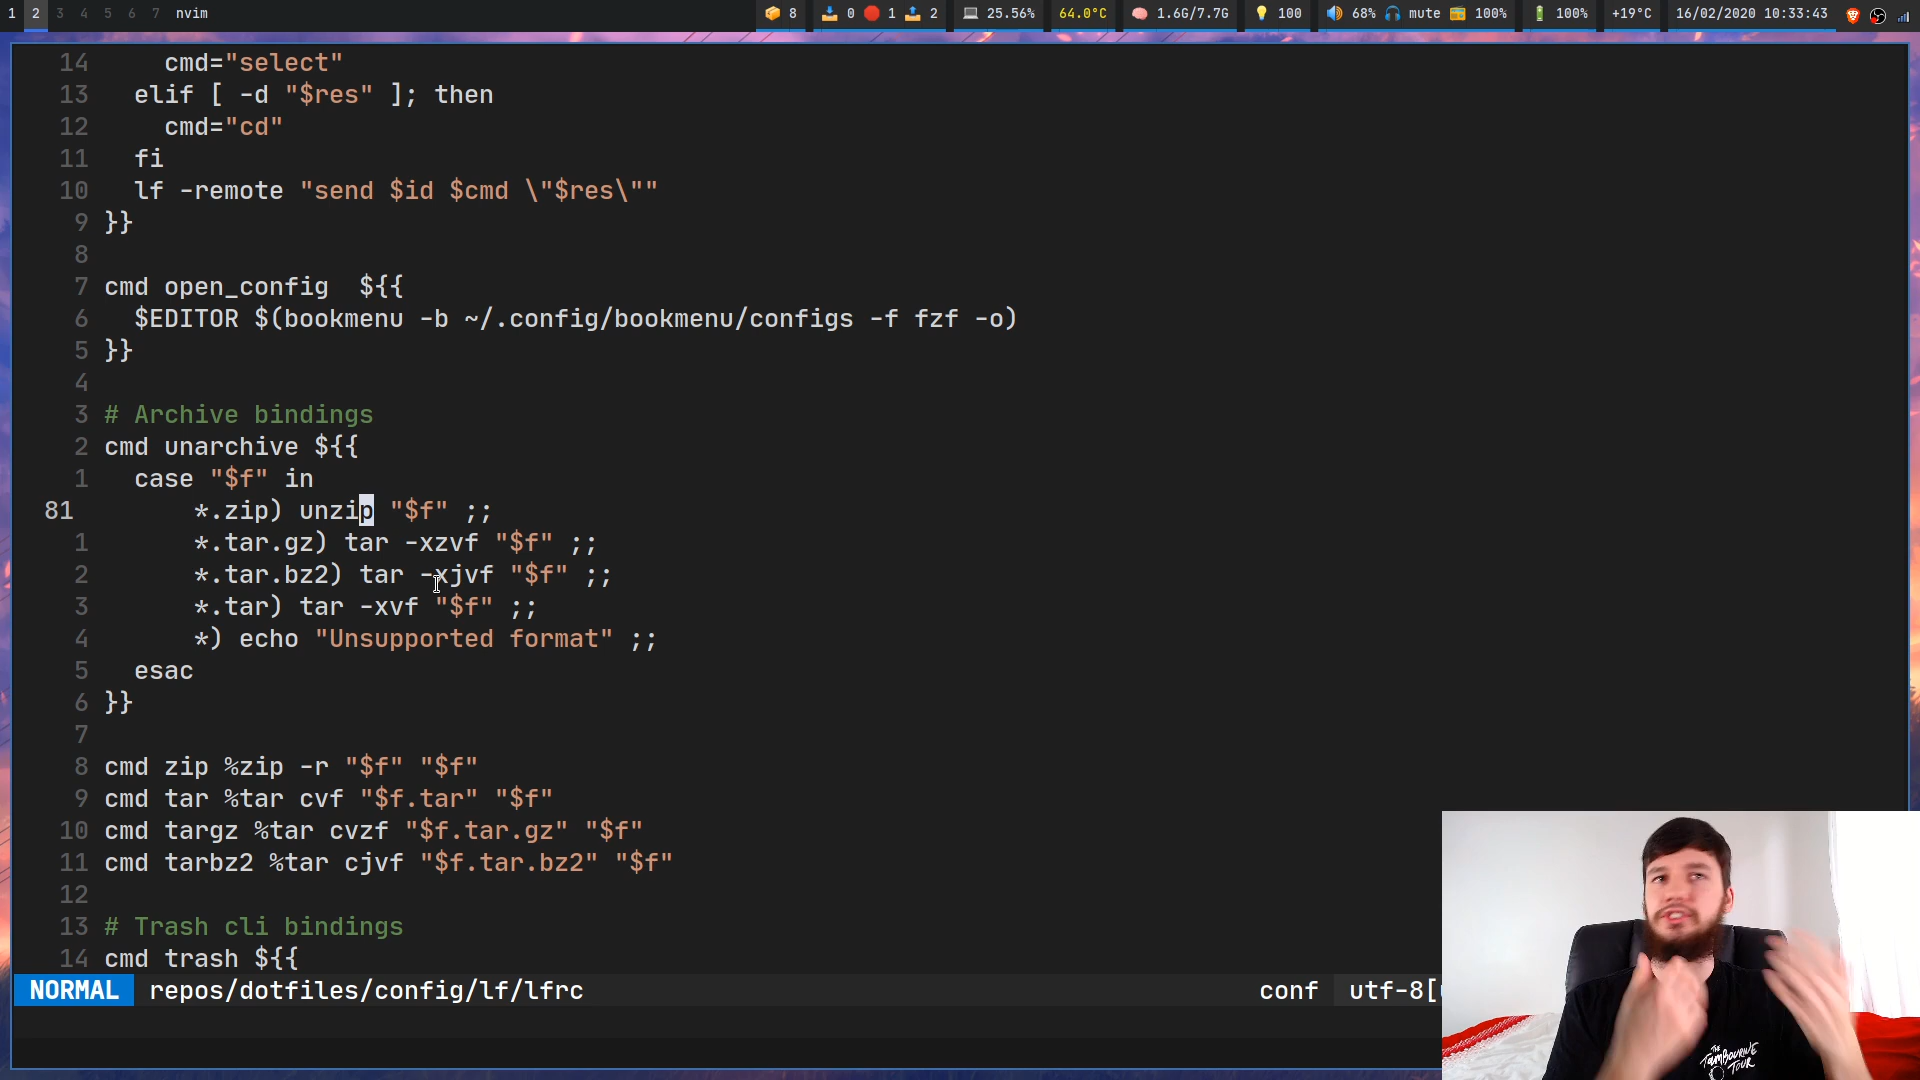 1 2 3 4 5 6 7 nvim 8 0 1 2 25.56% 64.0°C 1.6G/7.7G 100 68% mute 100% 100% +19°C 16/02/2020 10:33:43
14 cmd="select"
13 elif [ -d "$res" ]; then
12 cmd="cd"
11 fi
10 lf -remote "send $id $cmd \"$res\""
9 }}
8
7 cmd open_config ${{
6 $EDITOR $(bookmenu -b ~/.config/bookmenu/configs -f fzf -o)
5 }}
4
3 # Archive bindings
2 cmd unarchive ${{
1 case "$f" in
81 *.zip) unzip "$f" ;;
1 *.tar.gz) tar -xzvf "$f" ;;
2 *.tar.bz2) tar -xjvf "$f" ;;
3 *.tar) tar -xvf "$f" ;;
4 *) echo "Unsupported format" ;;
5 esac
6 }}
7
8 cmd zip %zip -r "$f" "$f"
9 cmd tar %tar cvf "$f.tar" "$f"
10 cmd targz %tar cvzf "$f.tar.gz" "$f"
11 cmd tarbz2 %tar cjvf "$f.tar.bz2" "$f"
12
13 # Trash cli bindings
14 cmd trash ${{
NORMAL repos/dotfiles/config/lf/lfrc conf utf-8[
THE
TAMBOURINE
TOUR